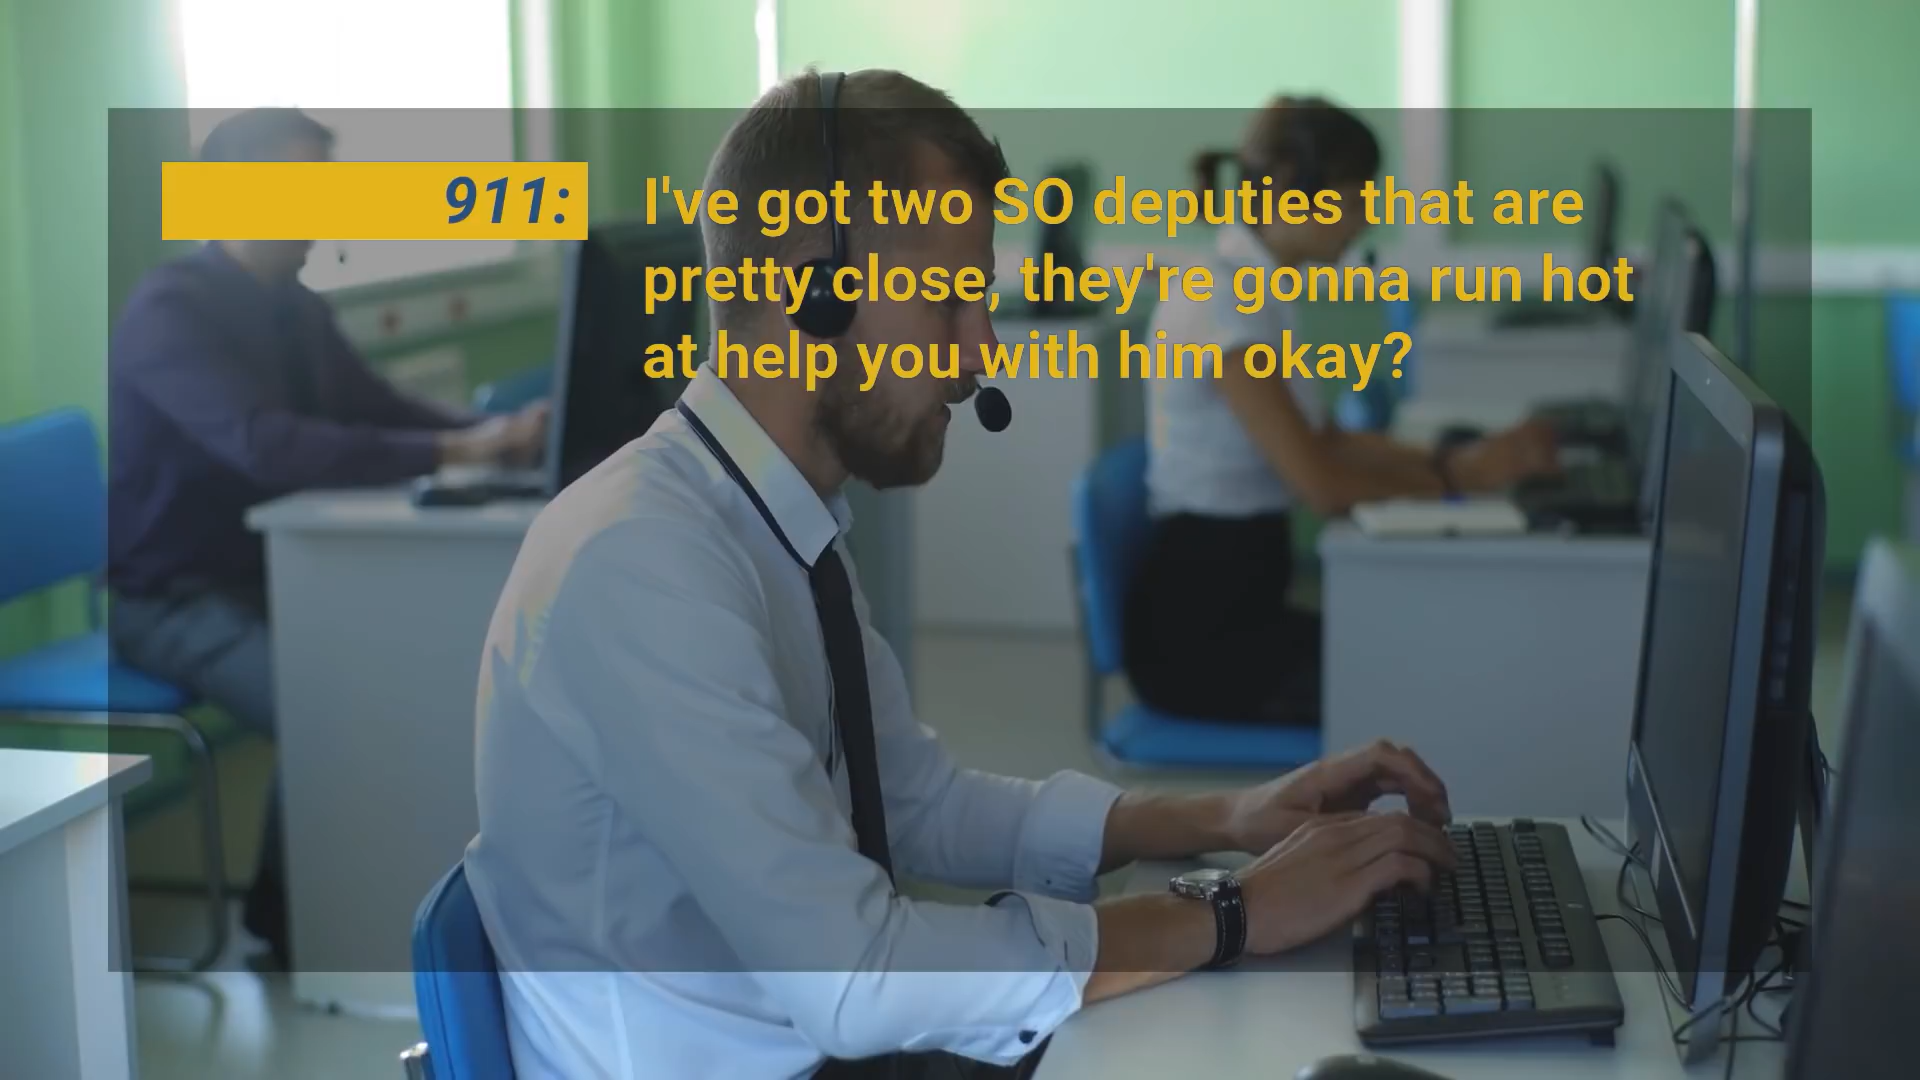 911:
I've got two SO deputies that are
pretty close, they're gonna run hot
at help you with him okay?